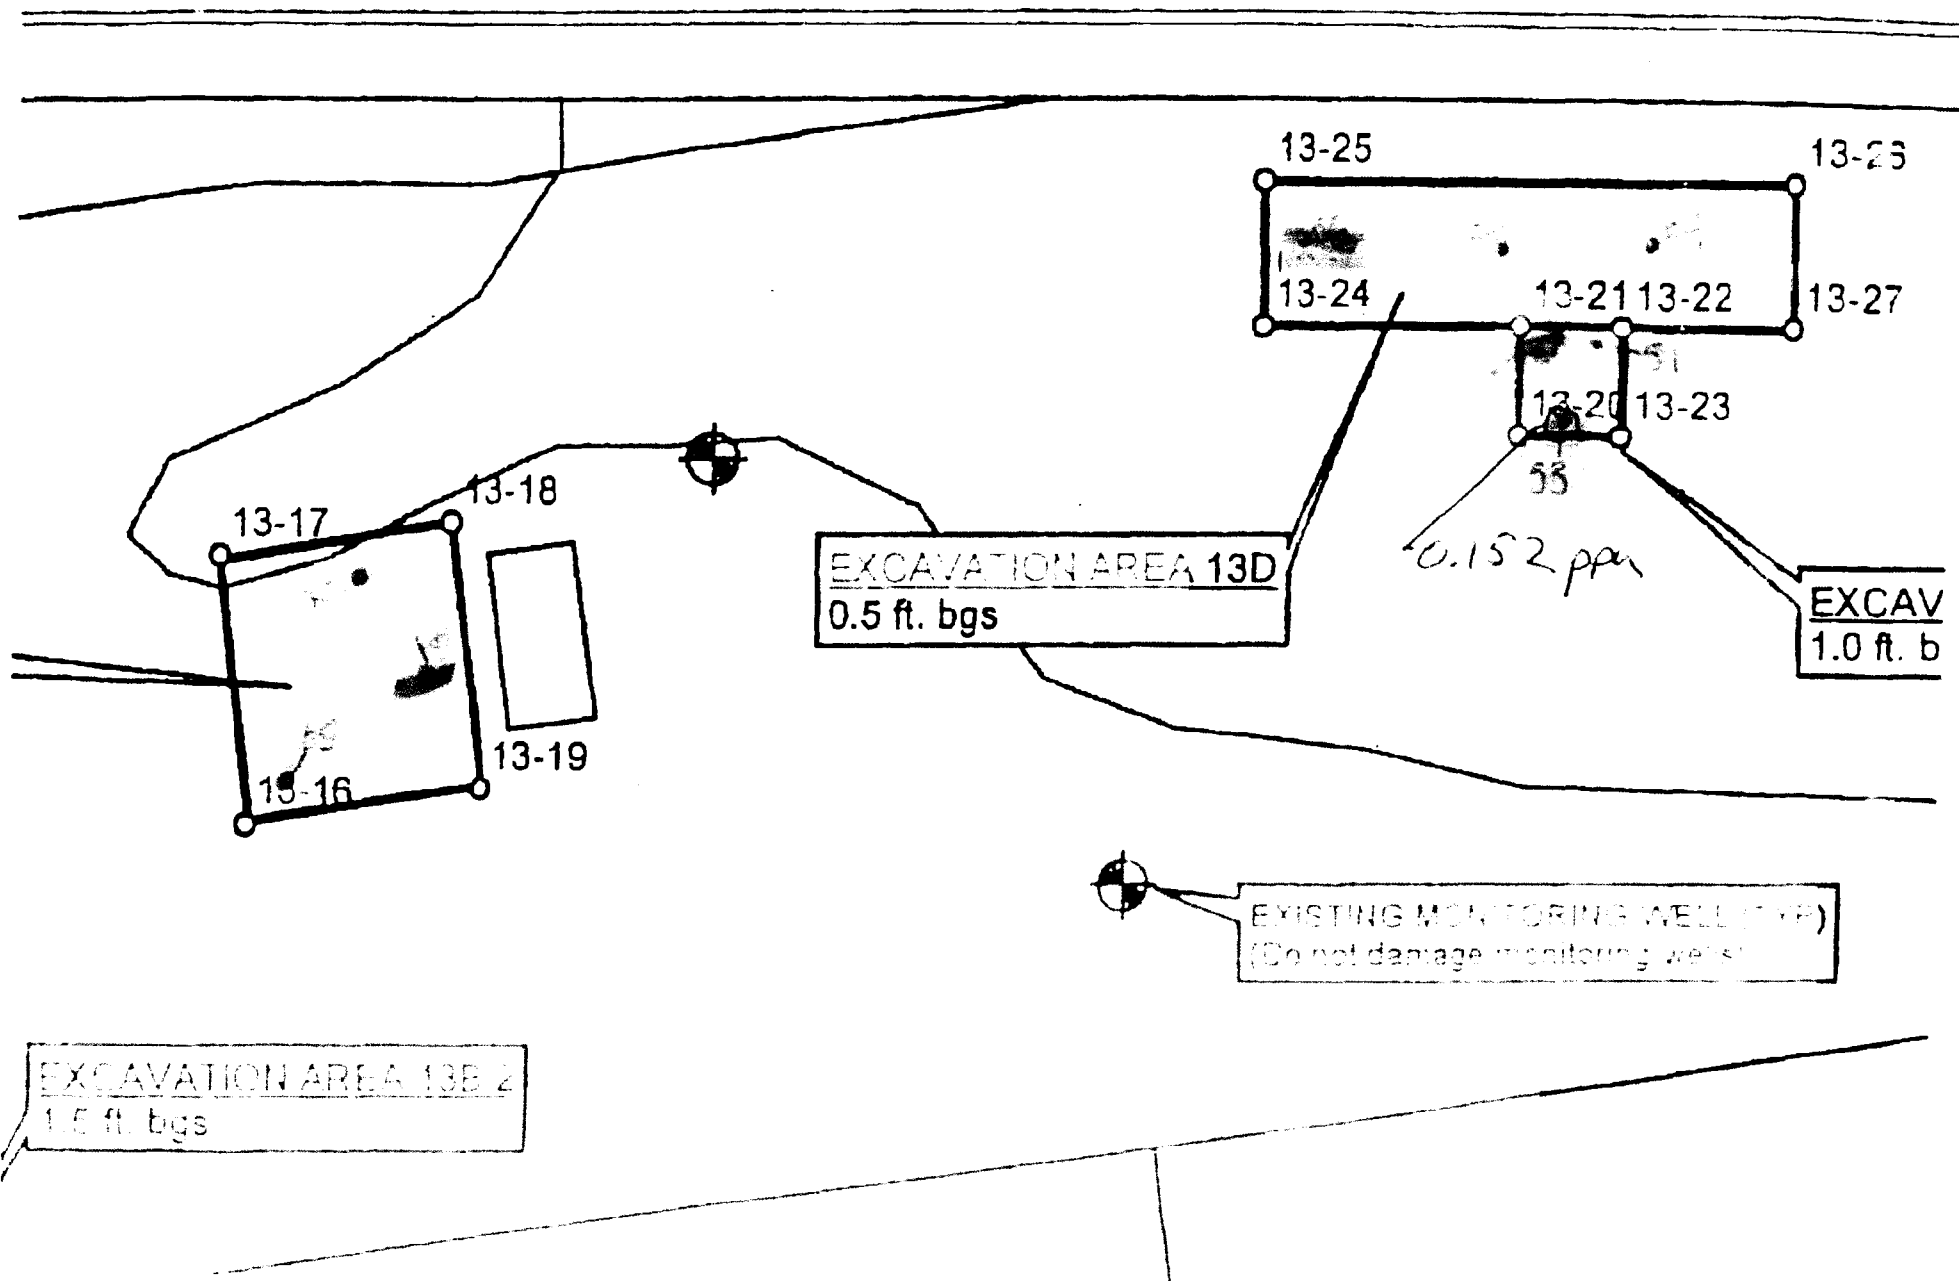 13-25
13-26
13-24
13-21 13-22
13-27
51
13-20 13-23
13-18
13-17
0.152 ppm
EXCAVATION AREA 13D
0.5 ft. bgs
EXCAV
1.0 ft. b
13-19
13-16
EXISTING MONITORING WELL (TYP)
(Do not damage monitoring wells)
EXCAVATION AREA 13B-2
1.5 ft. bgs